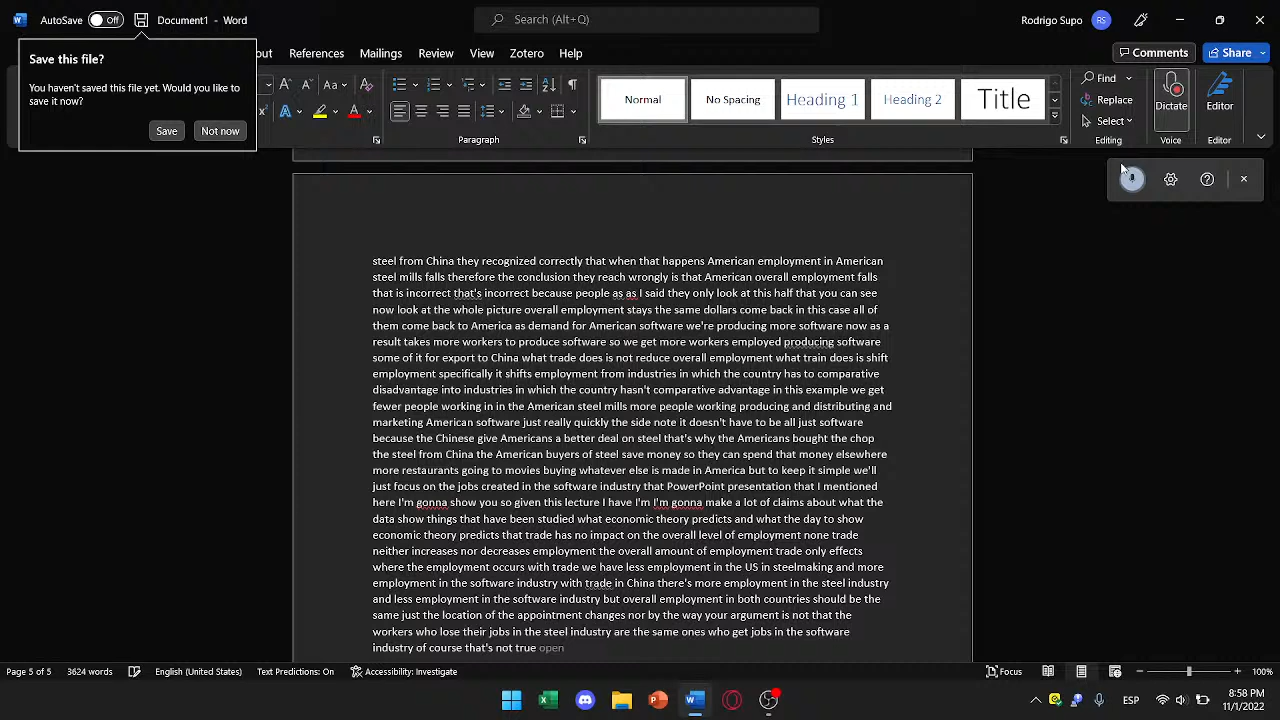 AutoSave Off Document1 - Word Search (Alt+Q) Rodrigo Supo RS
out References Mailings Review View Zotero Help Comments Share
Save this file?
You haven't saved this file yet. Would you like to
save it now?
Save Not now
Aa
A
Normal No Spacing Heading 1 Heading 2 Title
Find
Replace
Select
Dictate
Editor
Paragraph Styles Editing Voice Editor
steel from China they recognized correctly that when that happens American employment in American
steel mills falls therefore the conclusion they reach wrongly is that American overall employment falls
that is incorrect that's incorrect because people as as I said they only look at this half that you can see
now look at the whole picture overall employment stays the same dollars come back in this case all of
them come back to America as demand for American software we're producing more software now as a
result takes more workers to produce software so we get more workers employed producing software
some of it for export to China what trade does is not reduce overall employment what train does is shift
employment specifically it shifts employment from industries in which the country has to comparative
disadvantage into industries in which the country hasn't comparative advantage in this example we get
fewer people working in in the American steel mills more people working producing and distributing and
marketing American software just really quickly the side note it doesn't have to be all just software
because the Chinese give Americans a better deal on steel that's why the Americans bought the chop
the steel from China the American buyers of steel save money so they can spend that money elsewhere
more restaurants going to movies buying whatever else is made in America but to keep it simple we'll
just focus on the jobs created in the software industry that PowerPoint presentation that I mentioned
here I'm gonna show you so given this lecture I have I'm I'm gonna make a lot of claims about what the
data show things that have been studied what economic theory predicts and what the day to show
economic theory predicts that trade has no impact on the overall level of employment none trade
neither increases nor decreases employment the overall amount of employment trade only effects
where the employment occurs with trade we have less employment in the US in steelmaking and more
employment in the software industry with trade in China there's more employment in the steel industry
and less employment in the software industry but overall employment in both countries should be the
same just the location of the appointment changes nor by the way your argument is not that the
workers who lose their jobs in the steel industry are the same ones who get jobs in the software
industry of course that's not true open
Page 5 of 5 3624 words English (United States) Text Predictions: On Accessibility: Investigate Focus 100%
ESP 8:58 PM
11/1/2022